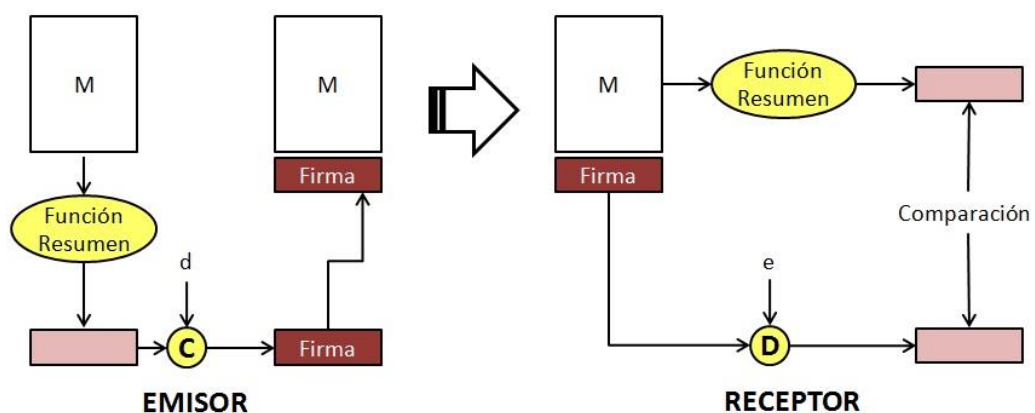 M
M
Firma
Función
Resumen
d
C
Firma
EMISOR
M
Función
Resumen
Firma
Comparación
e
D
RECEPTOR